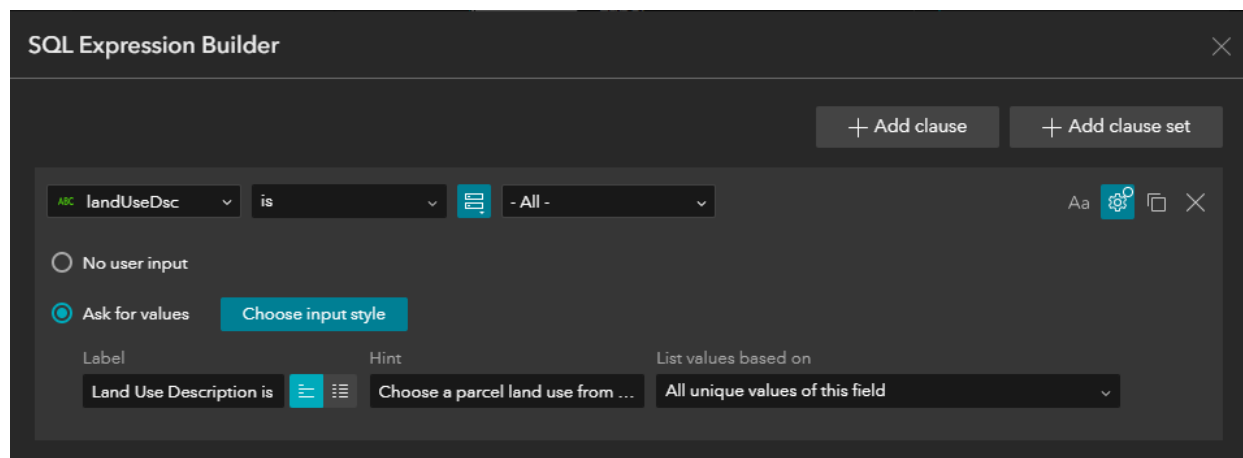 SQL Expression Builder
+ Add clause + Add clause set
ABC landUseDsc is - All - Aa
No user input
Ask for values Choose input style
Label Hint List values based on
Land Use Description is Choose a parcel land use from ... All unique values of this field